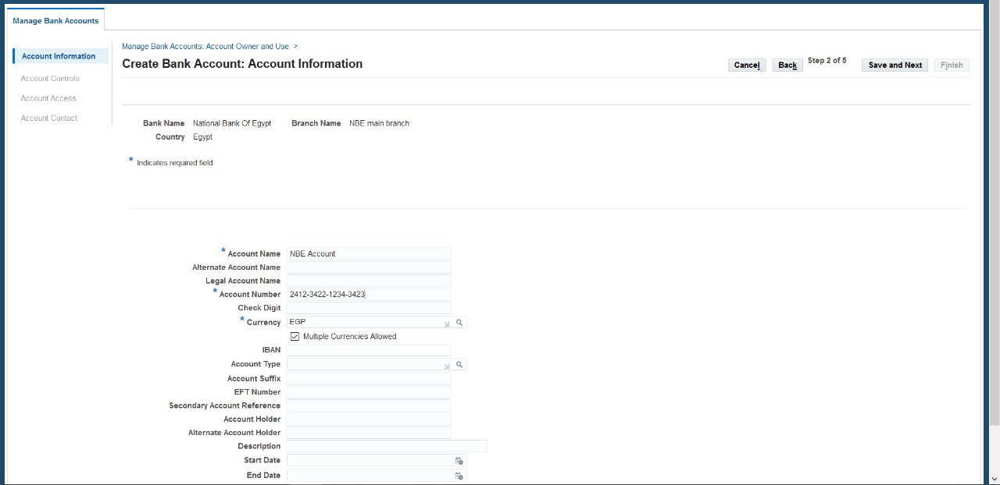 Manage Bank Accounts
Account Information
Account Controls
Account Access
Account Contact
Manage Bank Accounts: Account Owner and Use >
Create Bank Account: Account Information
Cancel Back Step 2 of 5 Save and Next Finish
Bank Name National Bank Of Egypt Branch Name NBE main branch
Country Egypt
* Indicates required field
* Account Name NBE Account
Alternate Account Name
Legal Account Name
* Account Number 2412-3422-1234-3423
Check Digit
* Currency EGP
Multiple Currencies Allowed
IBAN
Account Type
Account Suffix
EFT Number
Secondary Account Reference
Account Holder
Alternate Account Holder
Description
Start Date
End Date